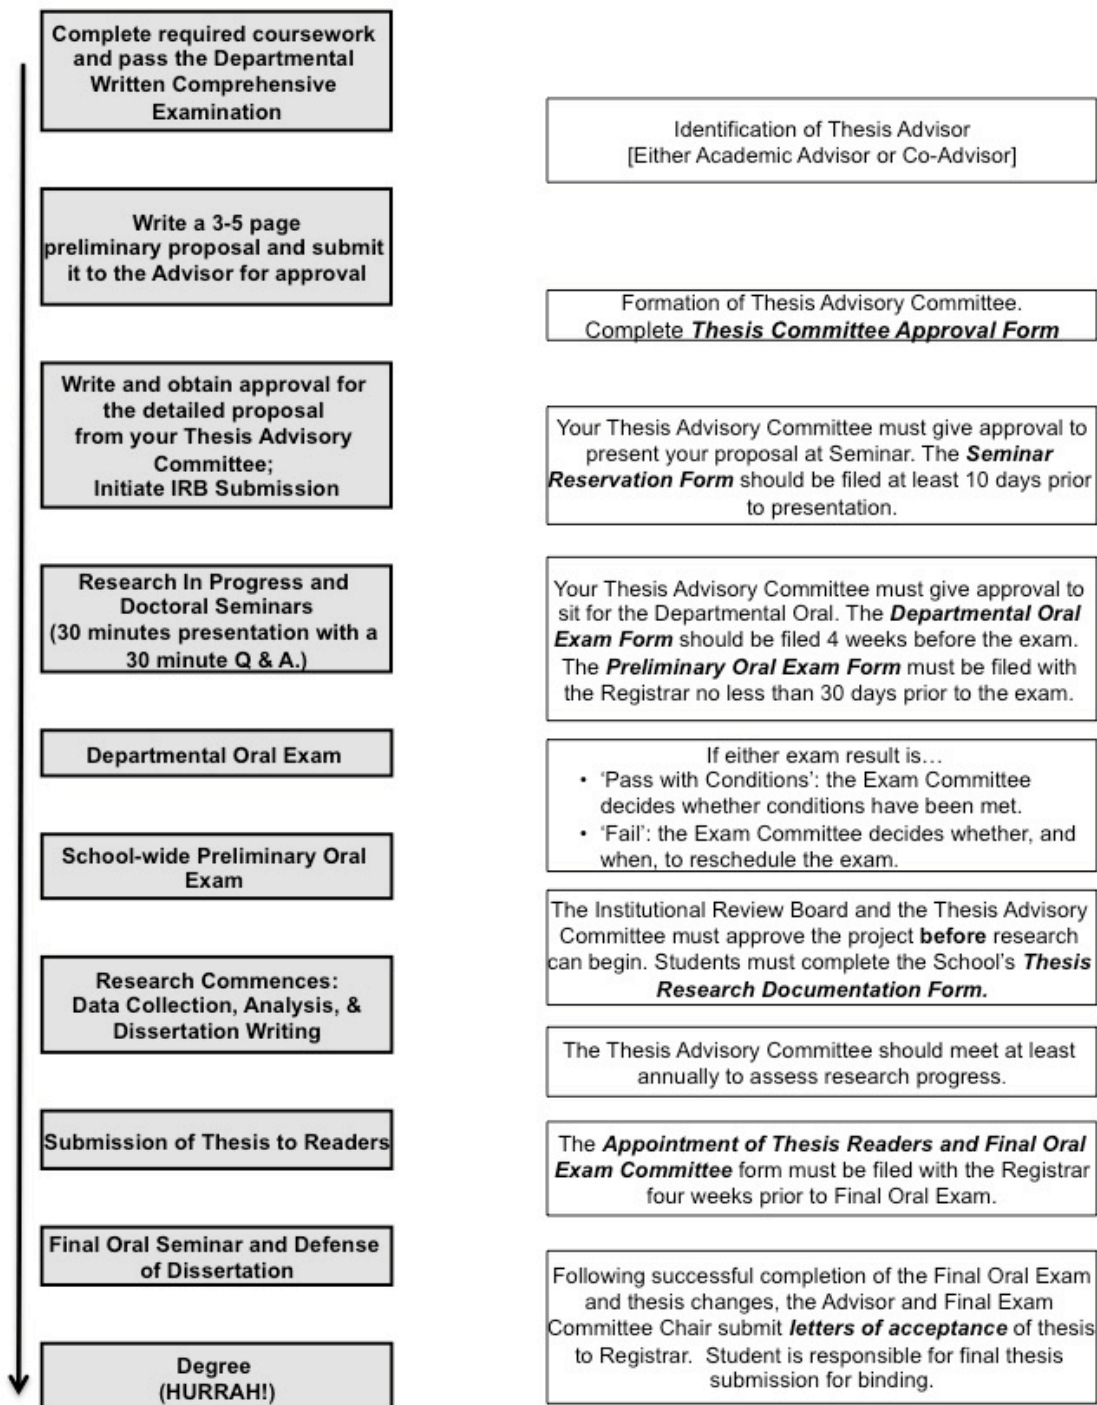 Complete required coursework
and pass the Departmental
Written Comprehensive
Examination
Identification of Thesis Advisor
[Either Academic Advisor or Co-Advisor]
Write a 3-5 page
preliminary proposal and submit
it to the Advisor for approval
Formation of Thesis Advisory Committee.
Complete Thesis Committee Approval Form
Write and obtain approval for
the detailed proposal
from your Thesis Advisory
Committee;
Initiate IRB Submission
Your Thesis Advisory Committee must give approval to
present your proposal at Seminar. The Seminar
Reservation Form should be filed at least 10 days prior
to presentation.
Research In Progress and
Doctoral Seminars
(30 minutes presentation with a
30 minute Q & A.)
Your Thesis Advisory Committee must give approval to
sit for the Departmental Oral. The Departmental Oral
Exam Form should be filed 4 weeks before the exam.
The Preliminary Oral Exam Form must be filed with
the Registrar no less than 30 days prior to the exam.
Departmental Oral Exam
If either exam result is…
• ‘Pass with Conditions’: the Exam Committee
decides whether conditions have been met.
• ‘Fail’: the Exam Committee decides whether, and
when, to reschedule the exam.
School-wide Preliminary Oral
Exam
The Institutional Review Board and the Thesis Advisory
Committee must approve the project before research
can begin. Students must complete the School’s Thesis
Research Documentation Form.
Research Commences:
Data Collection, Analysis, &
Dissertation Writing
The Thesis Advisory Committee should meet at least
annually to assess research progress.
Submission of Thesis to Readers
The Appointment of Thesis Readers and Final Oral
Exam Committee form must be filed with the Registrar
four weeks prior to Final Oral Exam.
Final Oral Seminar and Defense
of Dissertation
Following successful completion of the Final Oral Exam
and thesis changes, the Advisor and Final Exam
Committee Chair submit letters of acceptance of thesis
to Registrar. Student is responsible for final thesis
submission for binding.
Degree
(HURRAH!)